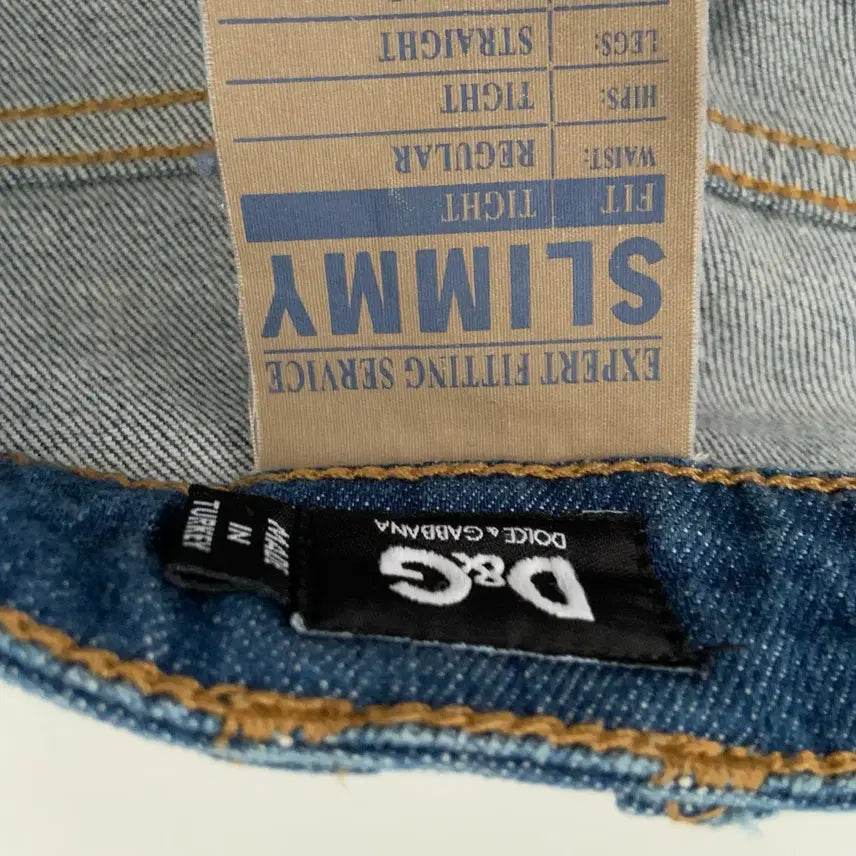 D&G
DOLCE & GABBANA
MADE
IN
TURKEY
EXPERT FITTING SERVICE
SLIMMY
FIT TIGHT
WAIST: REGULAR
HIPS: TIGHT
LEGS: STRAIGHT